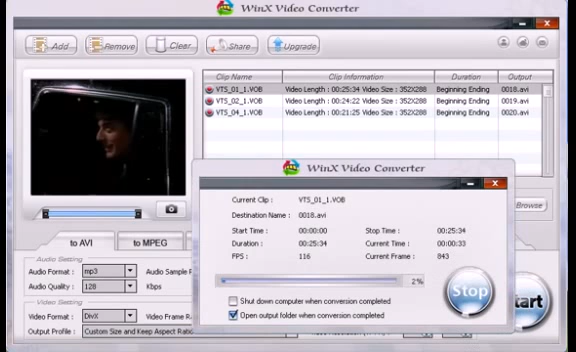 WinX Video Converter
Add Remove Clear Share Upgrade
Clip Name Clip Information Duration Output
VTS_01_1.VOB Video Length : 00:25:34 Video Size : 352X288 Beginning Ending 0018.avi
VTS_02_1.VOB Video Length : 00:24:22 Video Size : 352X288 Beginning Ending 0019.avi
VTS_04_1.VOB Video Length : 00:21:25 Video Size : 352X288 Beginning Ending 0020.avi
WinX Video Converter
Current Clip : VTS_01_1.VOB
Browse
Destination Name : 0018.avi
Start Time : 00:00:00 Stop Time : 00:25:34
to AVI to MPEG
Duration : 00:25:34 Current Time : 00:00:33
FPS : 116 Current Frame : 843
Audio Setting
Audio Format : mp3 Audio Sample
2%
Audio Quality : 128 Kbps
Stop
Shut down computer when conversion completed
Video Setting
Video Format : DivX Video Frame
Open output folder when conversion completed
Output Profile : Custom Size and Keep Aspect